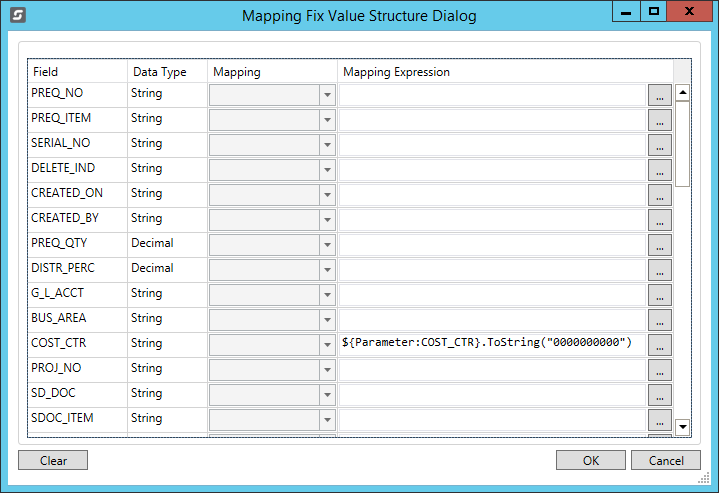 Mapping Fix Value Structure Dialog
Field Data Type Mapping Mapping Expression
PREQ_NO String ...
PREQ_ITEM String ...
SERIAL_NO String ...
DELETE_IND String ...
CREATED_ON String ...
CREATED_BY String ...
PREQ_QTY Decimal ...
DISTR_PERC Decimal ...
G_L_ACCT String ...
BUS_AREA String ...
COST_CTR String ${Parameter:COST_CTR}.ToString("0000000000") ...
PROJ_NO String ...
SD_DOC String ...
SDOC_ITEM String ...
Clear OK Cancel